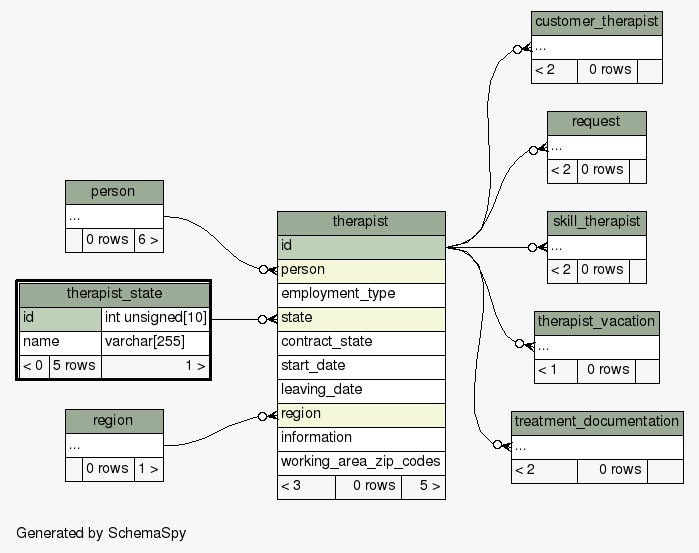 customer_therapist
...
< 2 0 rows
request
...
< 2 0 rows
person
...
0 rows 6 >
therapist
id
person
employment_type
state
contract_state
start_date
leaving_date
region
information
working_area_zip_codes
< 3 0 rows 5 >
skill_therapist
...
< 2 0 rows
therapist_state
id int unsigned[10]
name varchar[255]
< 0 5 rows 1 >
therapist_vacation
...
< 1 0 rows
region
...
0 rows 1 >
treatment_documentation
...
< 2 0 rows
Generated by SchemaSpy